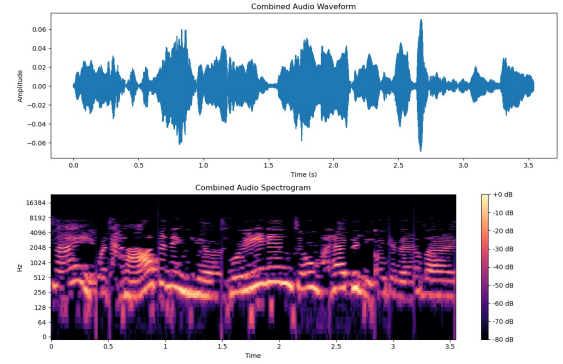 Combined Audio Waveform
0.06
0.04
0.02
0.00
−0.02
−0.04
−0.06
Amplitude
0.0 0.5 1.0 1.5 2.0 2.5 3.0 3.5
Time (s)
Combined Audio Spectrogram
16384
8192
4096
2048
1024
512
256
128
64
0
Hz
0 0.5 1 1.5 2 2.5 3 3.5
Time
+0 dB
-10 dB
-20 dB
-30 dB
-40 dB
-50 dB
-60 dB
-70 dB
-80 dB